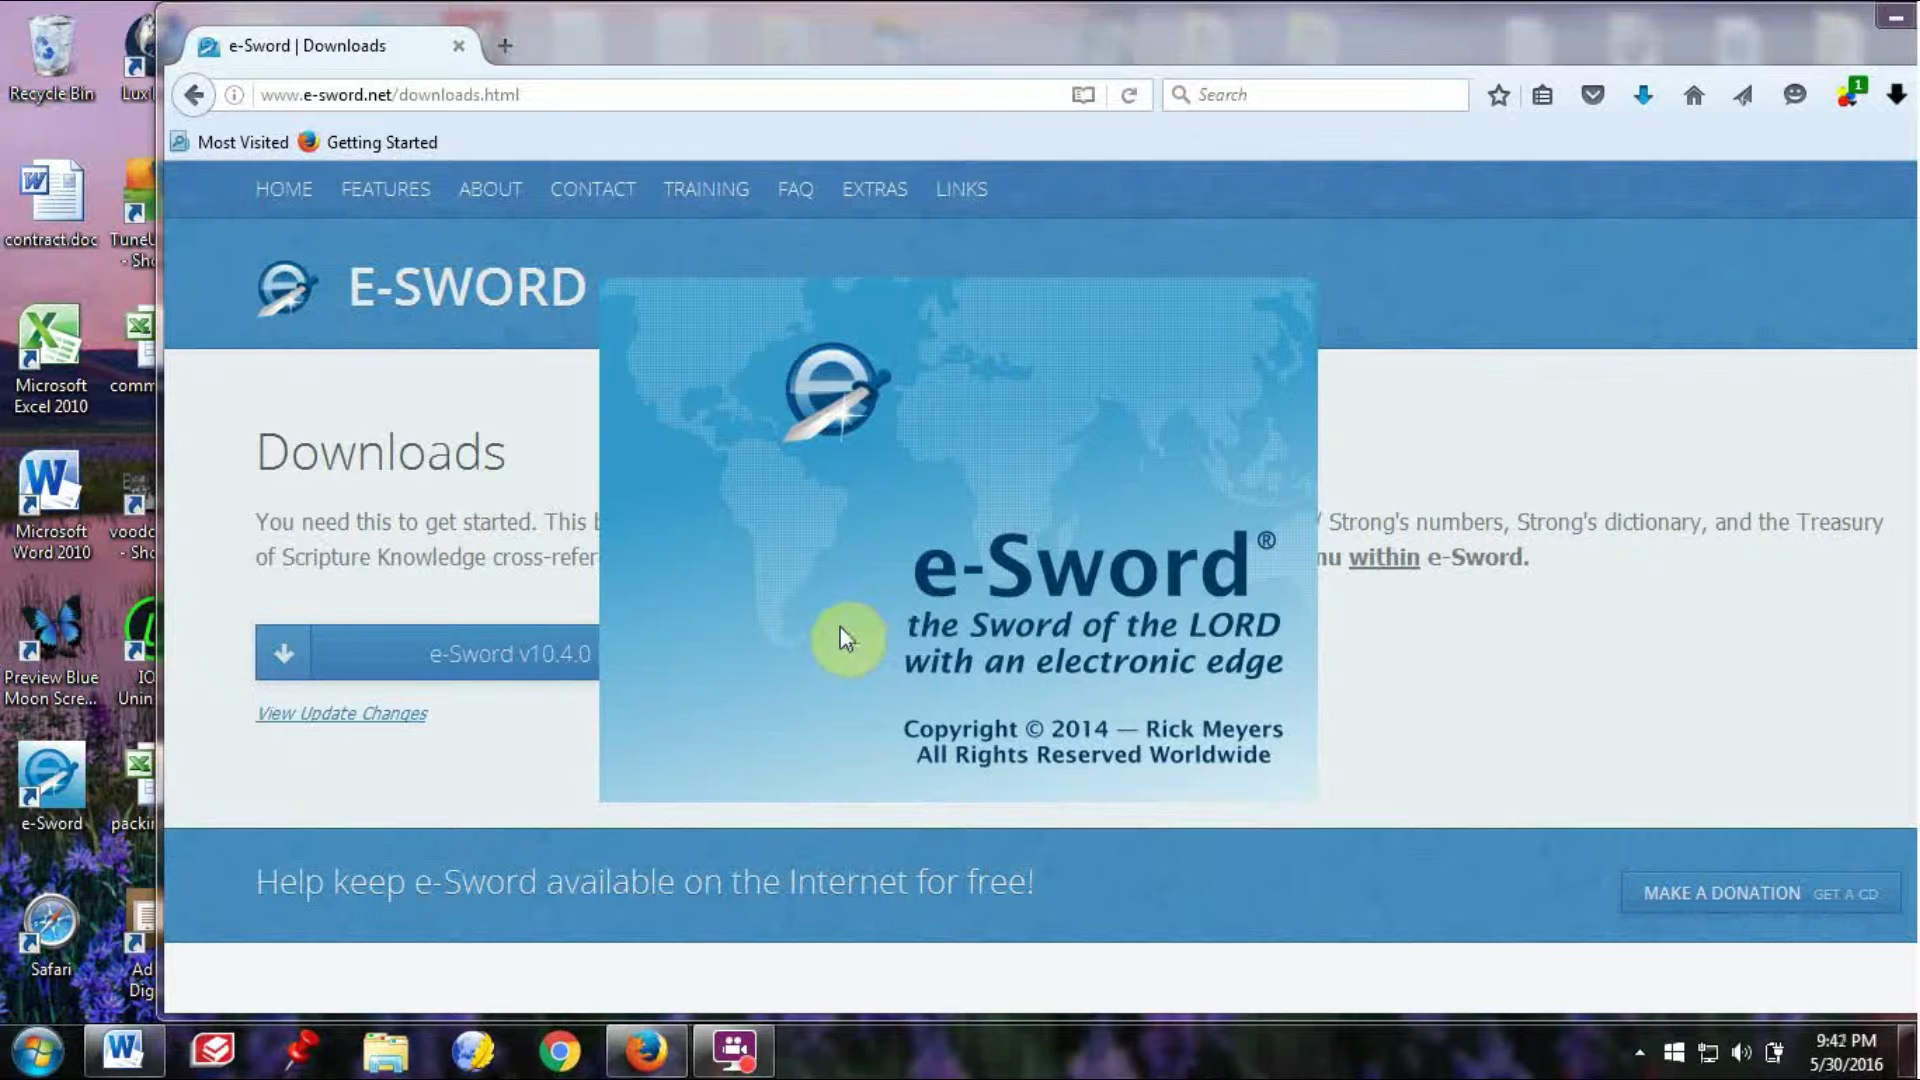 e-Sword | Downloads
www.e-sword.net/downloads.html
Search
1
Most Visited
Getting Started
HOME FEATURES ABOUT CONTACT TRAINING FAQ EXTRAS LINKS
E-SWORD
Downloads
You need this to get started. This
/ Strong's numbers, Strong's dictionary, and the Treasury
of Scripture Knowledge
within e-Sword.
e-Sword v10.4.0
View Update Changes
e-Sword®
the Sword of the LORD
with an electronic edge
Copyright © 2014 — Rick Meyers
All Rights Reserved Worldwide
Help keep e-Sword available on the Internet for free!
MAKE A DONATION GET A CD
Recycle Bin
contract.doc
Microsoft
Excel 2010
Microsoft
Word 2010
Preview Blue
Moon Scre...
e-Sword
Safari
9:42 PM
5/30/2016